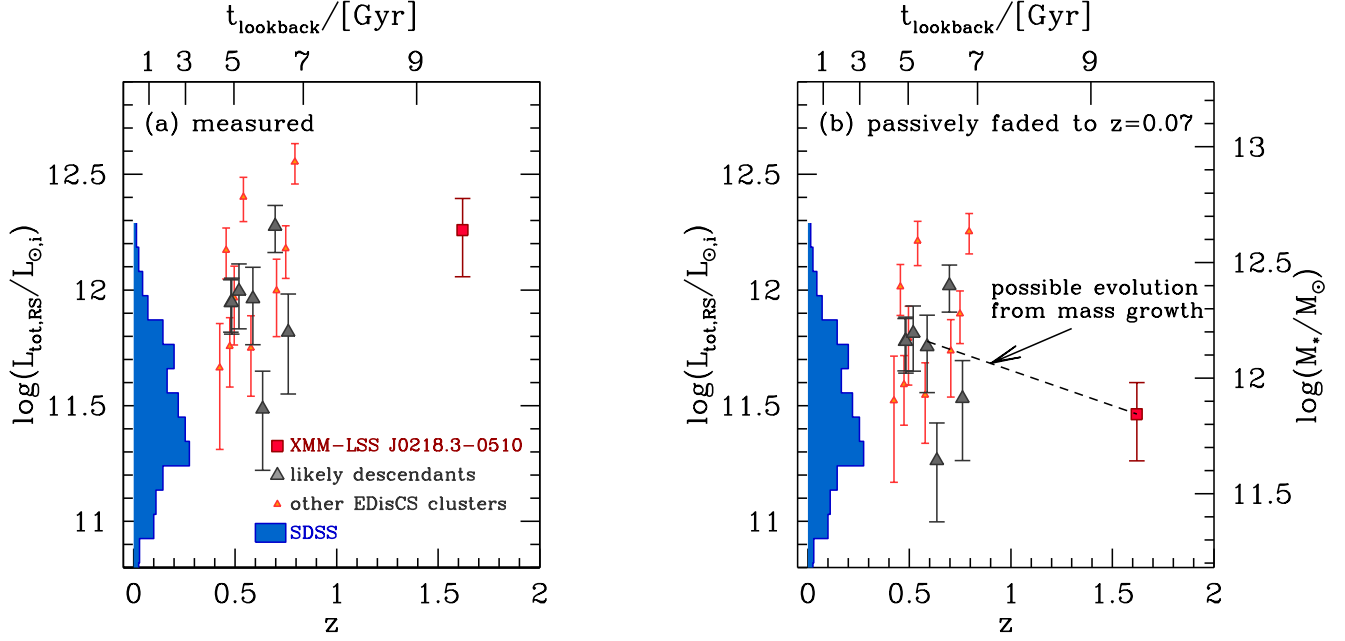 t_lookback/[Gyr]
1 3 5 7 9
(a) measured
12.5
12
11.5
11
log(L_tot,RS/L_⊙,i)
XMM-LSS J0218.3-0510
likely descendants
other EDisCS clusters
SDSS
0 0.5 1 1.5 2
z
t_lookback/[Gyr]
1 3 5 7 9
(b) passively faded to z=0.07
12.5
12
11.5
11
log(L_tot,RS/L_⊙,i)
possible evolution
from mass growth
13
12.5
12
11.5
log(M_*/M_⊙)
0 0.5 1 1.5 2
z